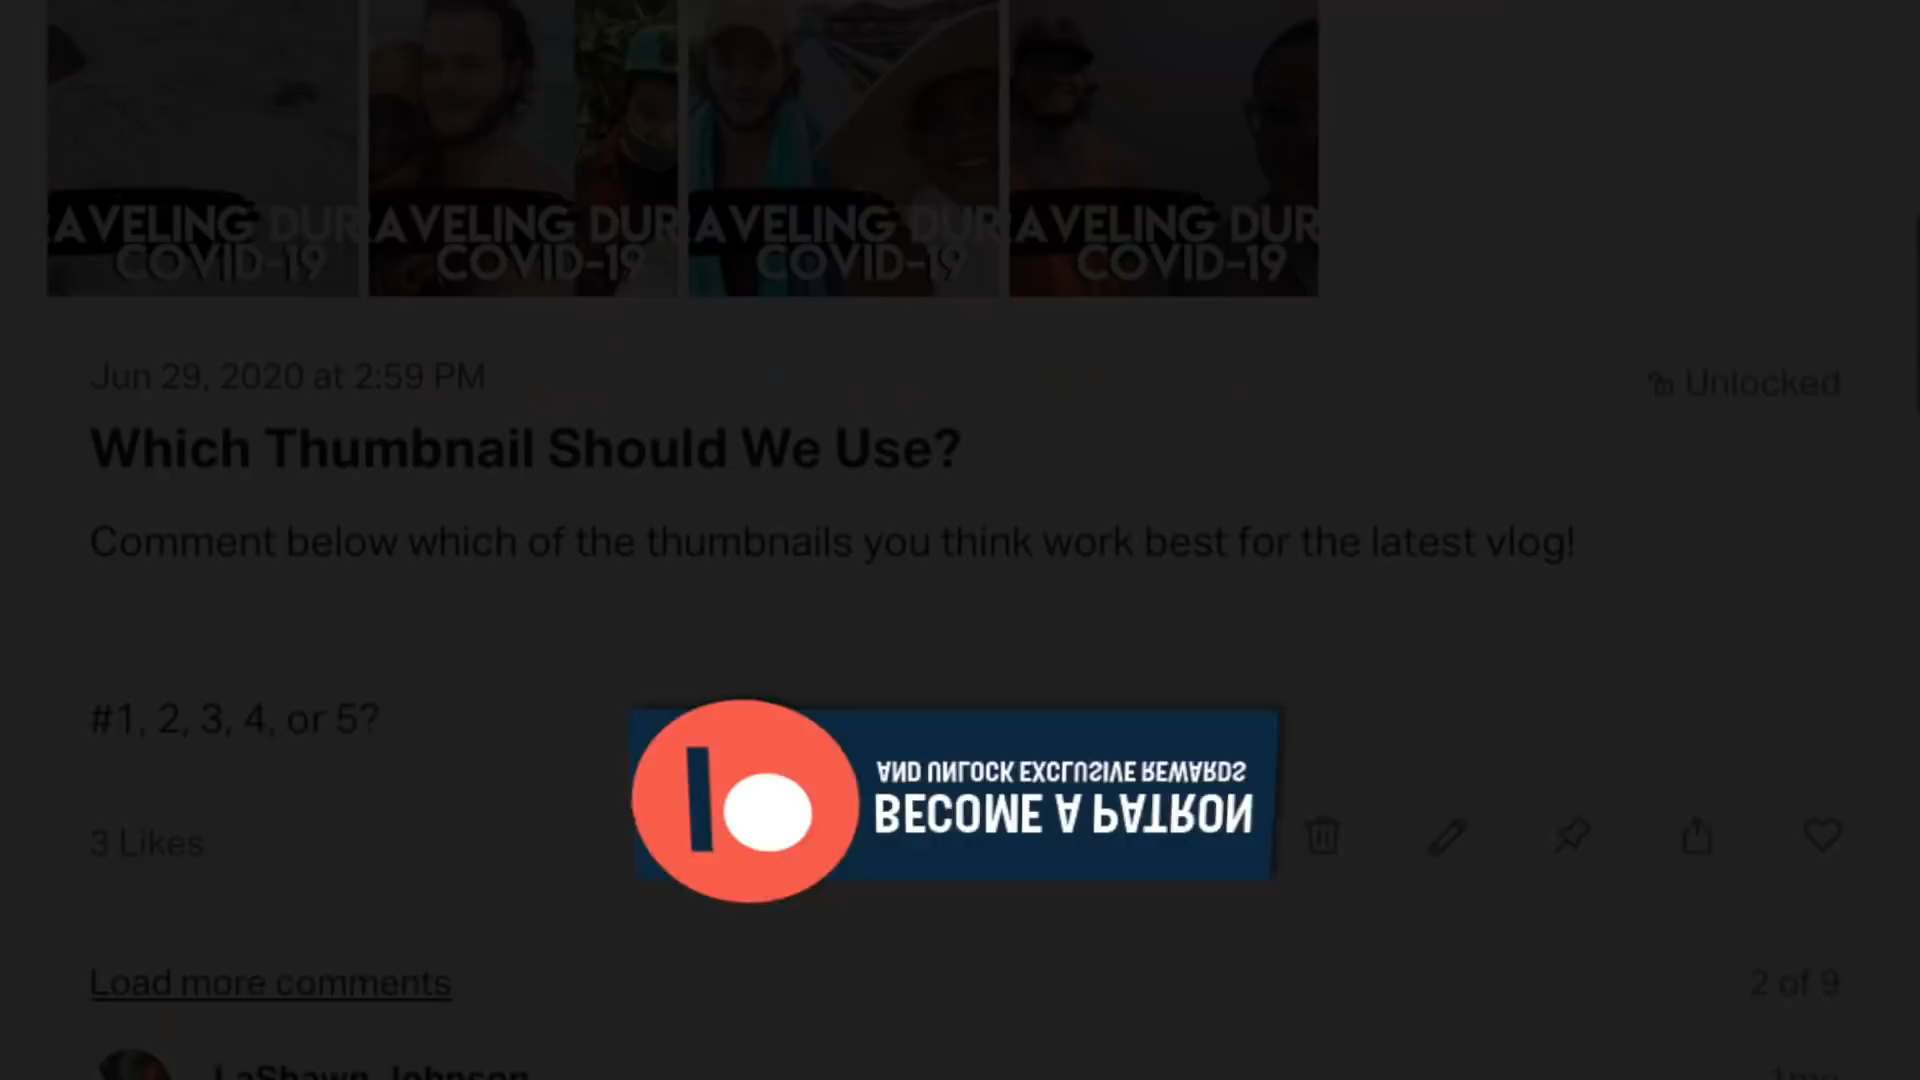 AVELING DUR
COVID-19
AVELING DUR
COVID-19
AVELING DUR
COVID-19
AVELING DUR
COVID-19
Jun 29, 2020 at 2:59 PM
Unlocked
Which Thumbnail Should We Use?
Comment below which of the thumbnails you think work best for the latest vlog!
#1, 2, 3, 4, or 5?
BECOME A PATRON
AND UNLOCK EXCLUSIVE REWARDS
3 Likes
Load more comments
2 of 9
LaShawn Johnson